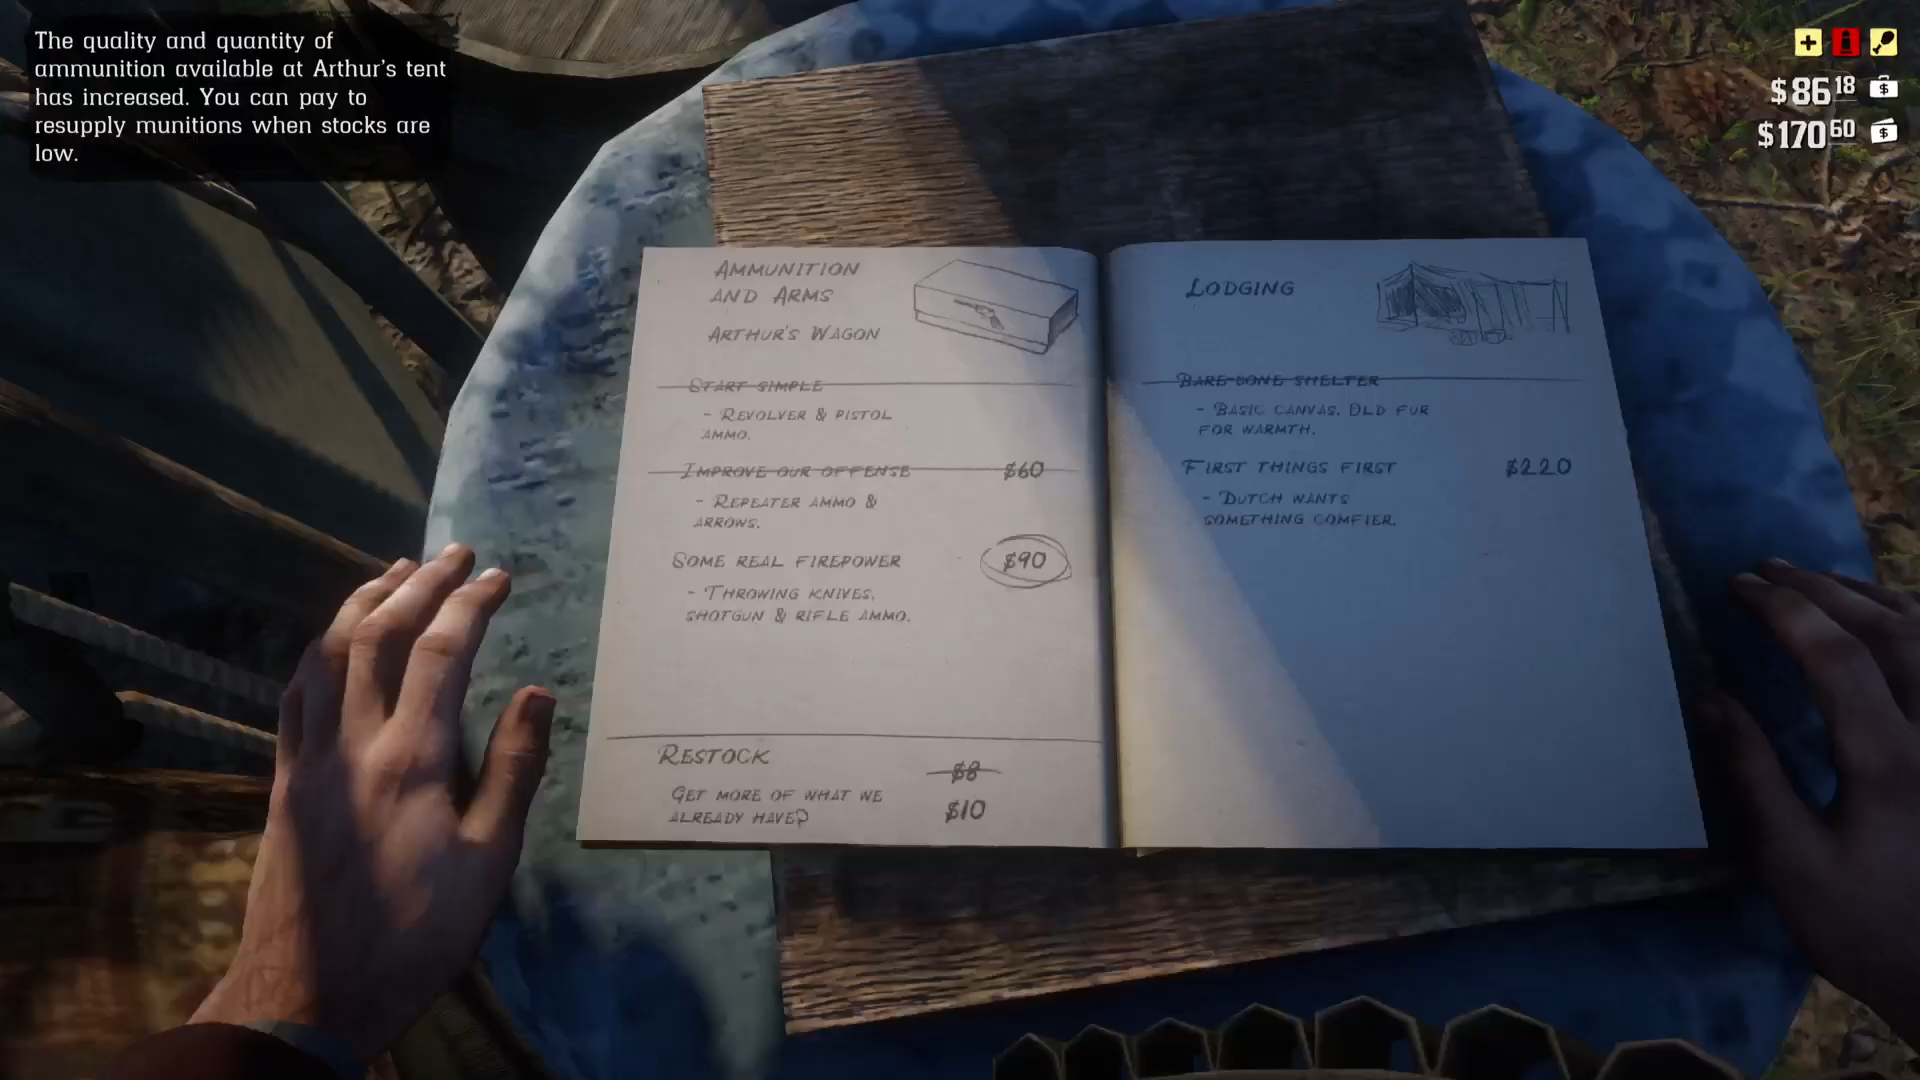 The quality and quantity of
ammunition available at Arthur's tent
has increased. You can pay to
resupply munitions when stocks are
low.
$86 18
$170 60
AMMUNITION
AND ARMS
ARTHUR'S WAGON
START SIMPLE
- REVOLVER & PISTOL
AMMO.
IMPROVE OUR OFFENSE $60
- REPEATER AMMO &
ARROWS.
SOME REAL FIREPOWER $90
- THROWING KNIVES,
SHOTGUN & RIFLE AMMO.
RESTOCK
$8
GET MORE OF WHAT WE
ALREADY HAVE?
$10
LODGING
BARE-BONE SHELTER
- BASIC CANVAS. OLD FUR
FOR WARMTH.
FIRST THINGS FIRST $220
- DUTCH WANTS
SOMETHING COMFIER.